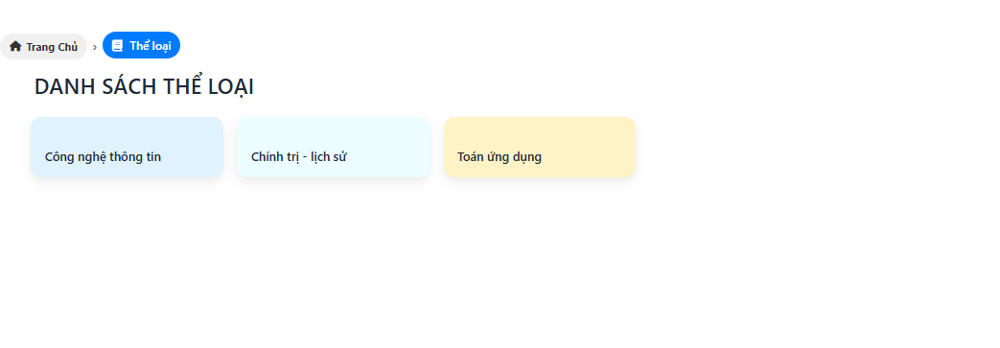 Trang Chủ › Thể loại
DANH SÁCH THỂ LOẠI
Công nghệ thông tin
Chính trị - lịch sử
Toán ứng dụng